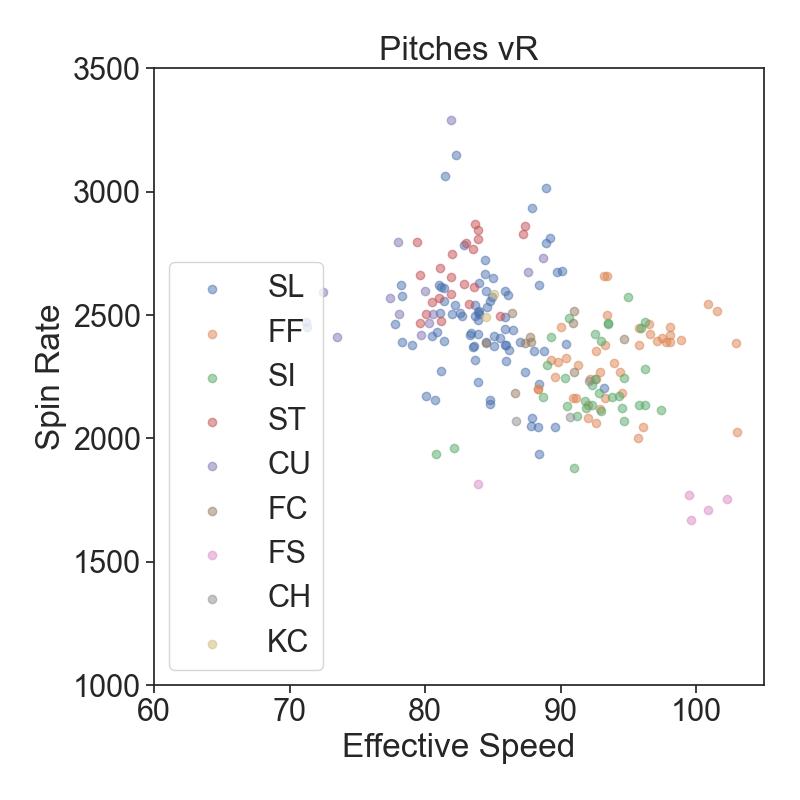 Pitches vR
3500
3000
2500
2000
1500
1000
Spin Rate
SL
FF
SI
ST
CU
FC
FS
CH
KC
60 70 80 90 100
Effective Speed